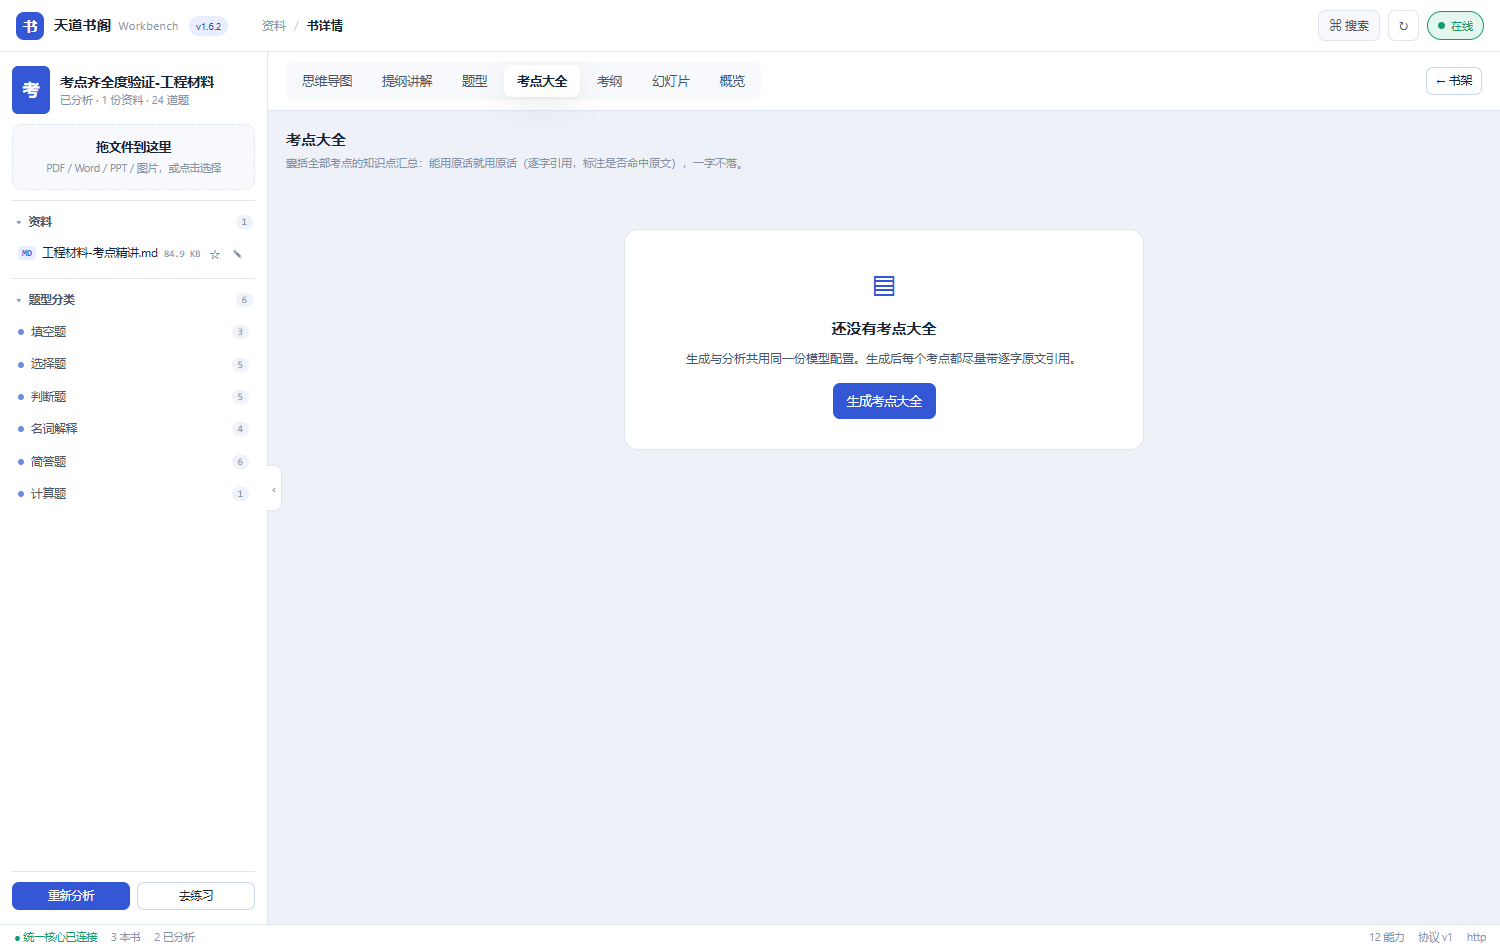 书 天道书阁 Workbench v1.6.2 资料 / 书详情 ⌘ 搜索 ↻ 在线
考 考点齐全度验证-工程材料
已分析 · 1 份资料 · 24 道题
拖文件到这里
PDF / Word / PPT / 图片，或点击选择
资料 1
MD 工程材料-考点精讲.md 84.9 KB
题型分类 6
填空题 3
选择题 5
判断题 5
名词解释 4
简答题 6
计算题 1
重新分析 去练习
思维导图 提纲讲解 题型 考点大全 考纲 幻灯片 概览 ← 书架
考点大全
囊括全部考点的知识点汇总：能用原话就用原话（逐字引用，标注是否命中原文），一字不落。
还没有考点大全
生成与分析共用同一份模型配置。生成后每个考点都尽量带逐字原文引用。
生成考点大全
统一核心已连接 3 本书 2 已分析 12 能力 协议 v1 http